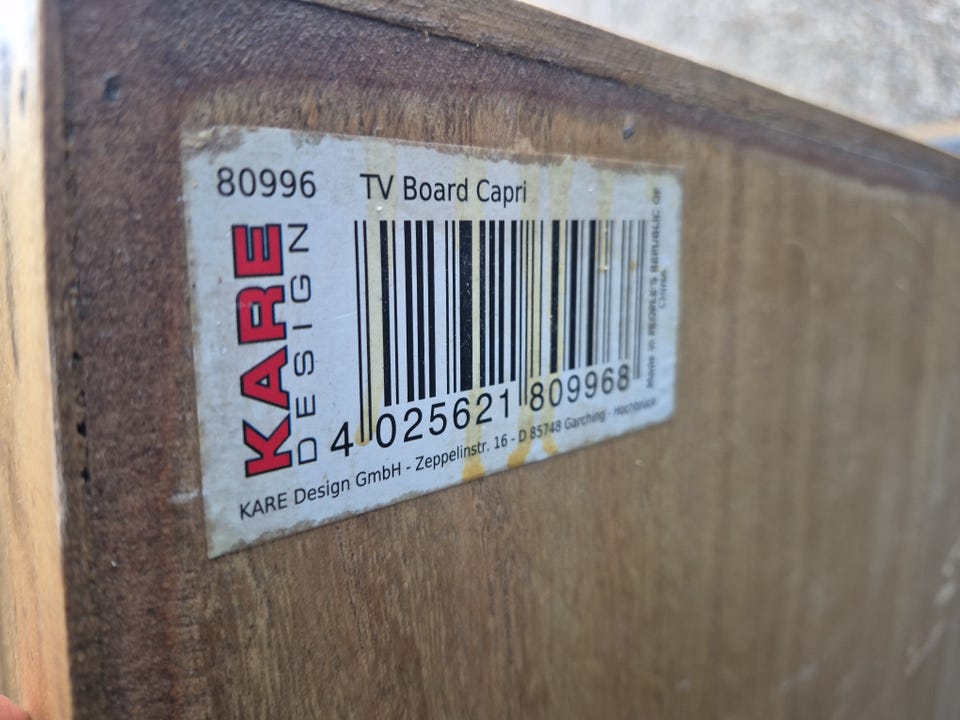 80996
TV Board Capri
KARE
DESIGN
4 025621 809968
Made in PEOPLE'S REPUBLIC OF
CHINA
KARE Design GmbH - Zeppelinstr. 16 - D 85748 Garching - Hochbrück